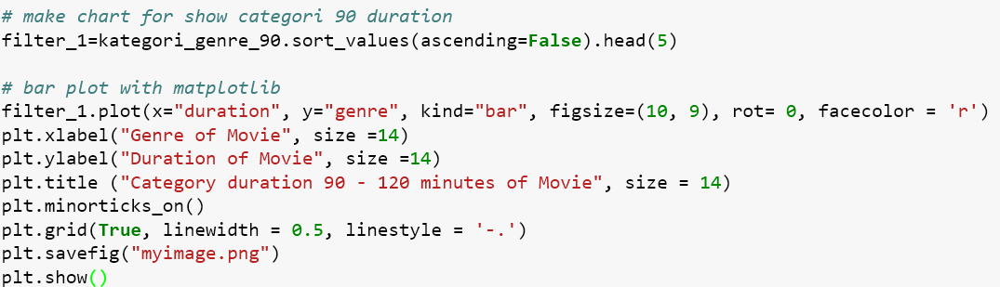 # make chart for show categori 90 duration
filter_1=kategori_genre_90.sort_values(ascending=False).head(5)

# bar plot with matplotlib
filter_1.plot(x="duration", y="genre", kind="bar", figsize=(10, 9), rot= 0, facecolor = 'r')
plt.xlabel("Genre of Movie", size =14)
plt.ylabel("Duration of Movie", size =14)
plt.title ("Category duration 90 - 120 minutes of Movie", size = 14)
plt.minorticks_on()
plt.grid(True, linewidth = 0.5, linestyle = '-.')
plt.savefig("myimage.png")
plt.show()